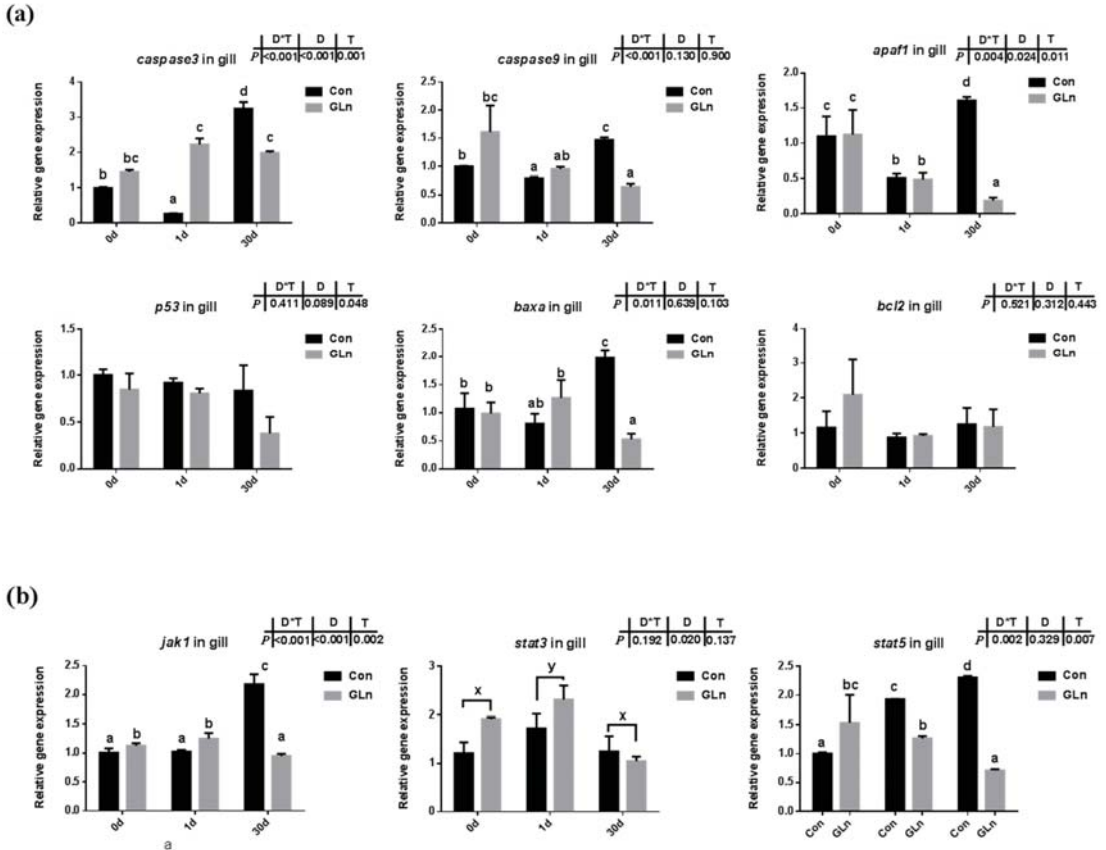 (a)
caspase3 in gill
D*T D T
P <0.001 <0.001 0.001
Relative gene expression
4
3
2
1
0
b
bc
a
c
d
c
0d
1d
30d
Con
GLn
caspase9 in gill
D*T D T
P <0.001 0.130 0.900
Relative gene expression
2.5
2.0
1.5
1.0
0.5
0.0
b
bc
a
ab
c
a
0d
1d
30d
Con
GLn
apaf1 in gill
D*T D T
P 0.004 0.024 0.011
Relative gene expression
2.0
1.5
1.0
0.5
0.0
c
c
b
b
d
a
0d
1d
30d
Con
GLn
p53 in gill
D*T D T
P 0.411 0.089 0.048
Relative gene expression
1.5
1.0
0.5
0.0
0d
1d
30d
Con
GLn
baxa in gill
D*T D T
P 0.011 0.639 0.103
Relative gene expression
2.5
2.0
1.5
1.0
0.5
0.0
b
b
ab
b
c
a
0d
1d
30d
Con
GLn
bcl2 in gill
D*T D T
P 0.521 0.312 0.443
Relative gene expression
4
3
2
1
0
0d
1d
30d
Con
GLn
(b)
jak1 in gill
D*T D T
P <0.001 <0.001 0.002
Relative gene expression
2.5
2.0
1.5
1.0
0.5
0.0
a
b
a
b
c
a
0d
1d
30d
a
Con
GLn
stat3 in gill
D*T D T
P 0.192 0.020 0.137
Relative gene expression
3
2
1
0
x
y
x
0d
1d
30d
Con
GLn
stat5 in gill
D*T D T
P 0.002 0.329 0.007
Relative gene expression
2.5
2.0
1.5
1.0
0.5
0.0
a
bc
c
b
d
a
Con
GLn
Con
GLn
Con
GLn
Con
GLn